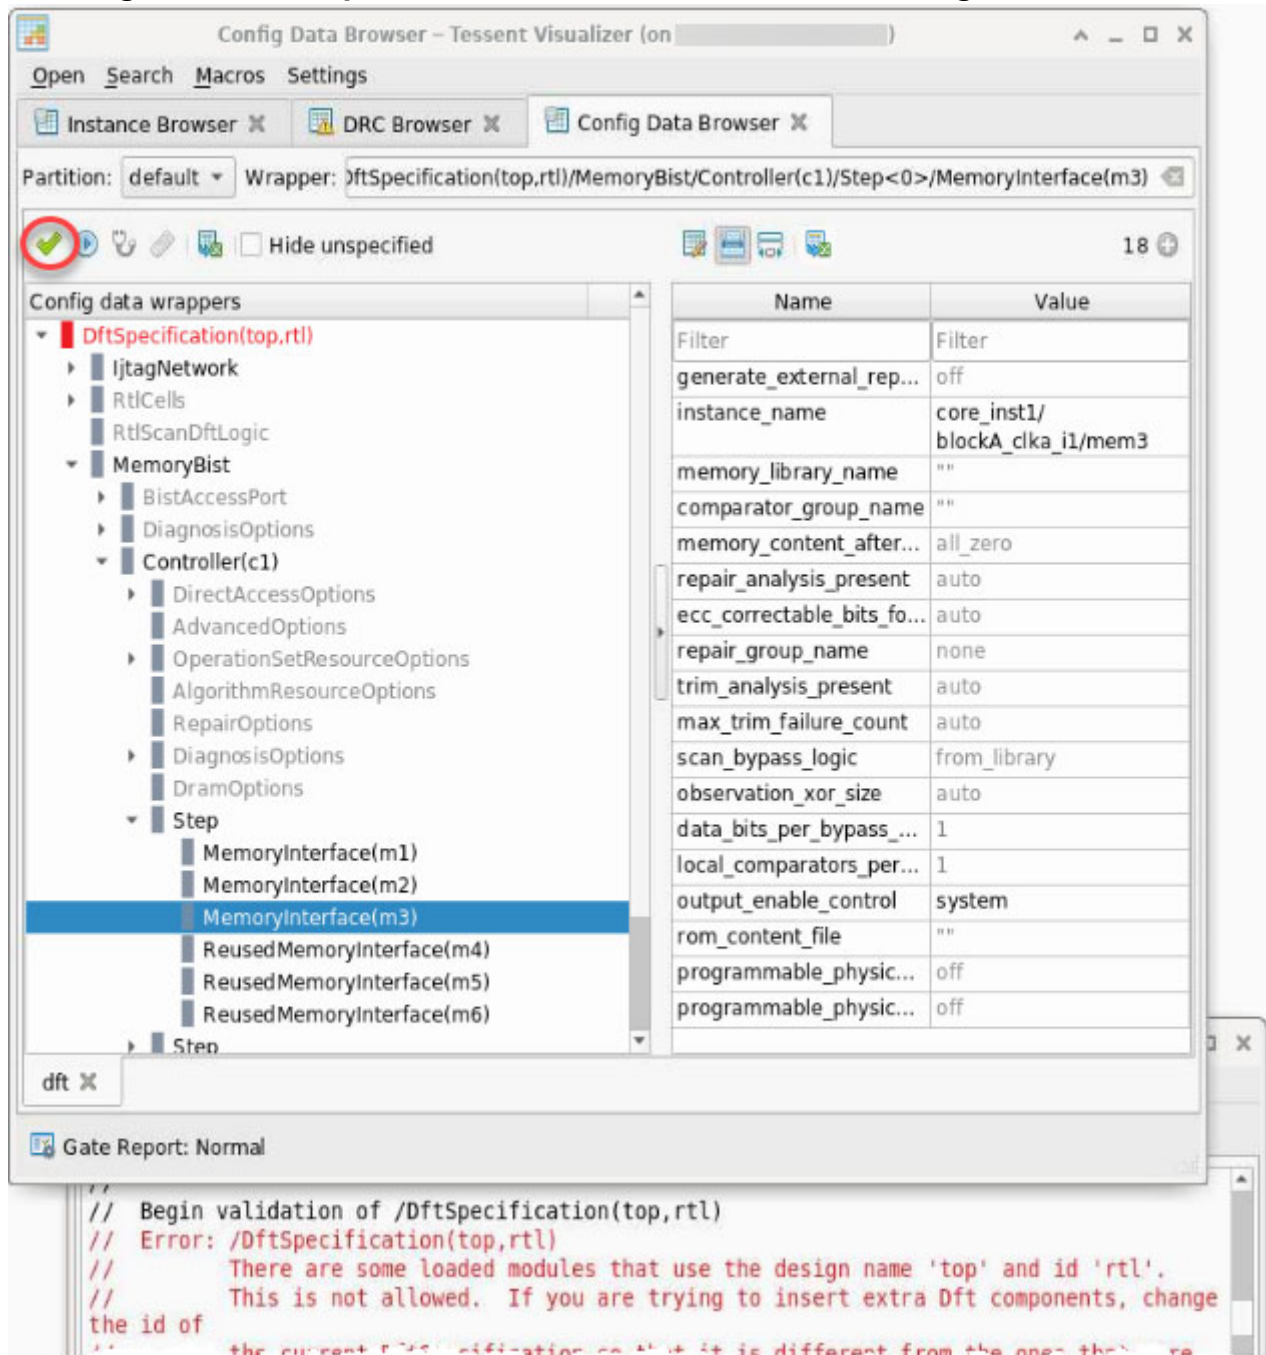 Config Data Browser – Tessent Visualizer (on )
Open Search Macros Settings
Instance Browser DRC Browser Config Data Browser
Partition: default Wrapper: DftSpecification(top,rtl)/MemoryBist/Controller(c1)/Step<0>/MemoryInterface(m3)
Hide unspecified 18
Config data wrappers
DftSpecification(top,rtl)
IjtagNetwork
RtlCells
RtlScanDftLogic
MemoryBist
BistAccessPort
DiagnosisOptions
Controller(c1)
DirectAccessOptions
AdvancedOptions
OperationSetResourceOptions
AlgorithmResourceOptions
RepairOptions
DiagnosisOptions
DramOptions
Step
MemoryInterface(m1)
MemoryInterface(m2)
MemoryInterface(m3)
ReusedMemoryInterface(m4)
ReusedMemoryInterface(m5)
ReusedMemoryInterface(m6)
Step
Name Value
Filter Filter
generate_external_rep... off
instance_name core_inst1/
blockA_clka_i1/mem3
memory_library_name ""
comparator_group_name ""
memory_content_after... all_zero
repair_analysis_present auto
ecc_correctable_bits_fo... auto
repair_group_name none
trim_analysis_present auto
max_trim_failure_count auto
scan_bypass_logic from_library
observation_xor_size auto
data_bits_per_bypass_... 1
local_comparators_per... 1
output_enable_control system
rom_content_file ""
programmable_physic... off
programmable_physic... off
dft
Gate Report: Normal
//
// Begin validation of /DftSpecification(top,rtl)
// Error: /DftSpecification(top,rtl)
// There are some loaded modules that use the design name 'top' and id 'rtl'.
// This is not allowed. If you are trying to insert extra Dft components, change
the id of
it is different from the